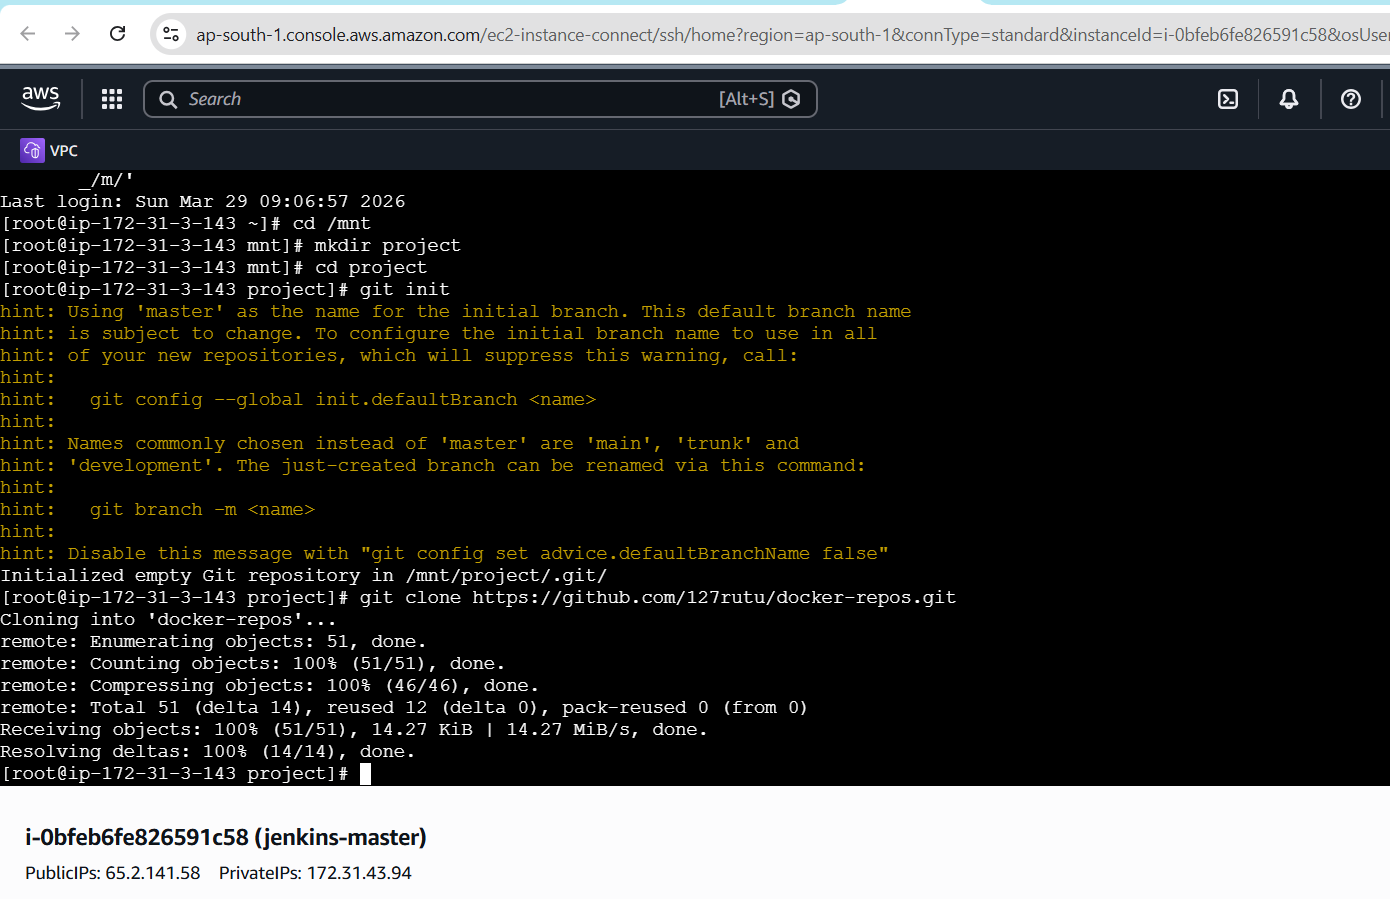 ap-south-1.console.aws.amazon.com/ec2-instance-connect/ssh/home?region=ap-south-1&connType=standard&instanceId=i-0bfeb6fe826591c58&osUser
aws
Search
[Alt+S]
VPC
_/m/'
Last login: Sun Mar 29 09:06:57 2026
[root@ip-172-31-3-143 ~]# cd /mnt
[root@ip-172-31-3-143 mnt]# mkdir project
[root@ip-172-31-3-143 mnt]# cd project
[root@ip-172-31-3-143 project]# git init
hint: Using 'master' as the name for the initial branch. This default branch name
hint: is subject to change. To configure the initial branch name to use in all
hint: of your new repositories, which will suppress this warning, call:
hint:
hint:   git config --global init.defaultBranch <name>
hint:
hint: Names commonly chosen instead of 'master' are 'main', 'trunk' and
hint: 'development'. The just-created branch can be renamed via this command:
hint:
hint:   git branch -m <name>
hint:
hint: Disable this message with "git config set advice.defaultBranchName false"
Initialized empty Git repository in /mnt/project/.git/
[root@ip-172-31-3-143 project]# git clone https://github.com/127rutu/docker-repos.git
Cloning into 'docker-repos'...
remote: Enumerating objects: 51, done.
remote: Counting objects: 100% (51/51), done.
remote: Compressing objects: 100% (46/46), done.
remote: Total 51 (delta 14), reused 12 (delta 0), pack-reused 0 (from 0)
Receiving objects: 100% (51/51), 14.27 KiB | 14.27 MiB/s, done.
Resolving deltas: 100% (14/14), done.
[root@ip-172-31-3-143 project]#
i-0bfeb6fe826591c58 (jenkins-master)
PublicIPs: 65.2.141.58 PrivateIPs: 172.31.43.94